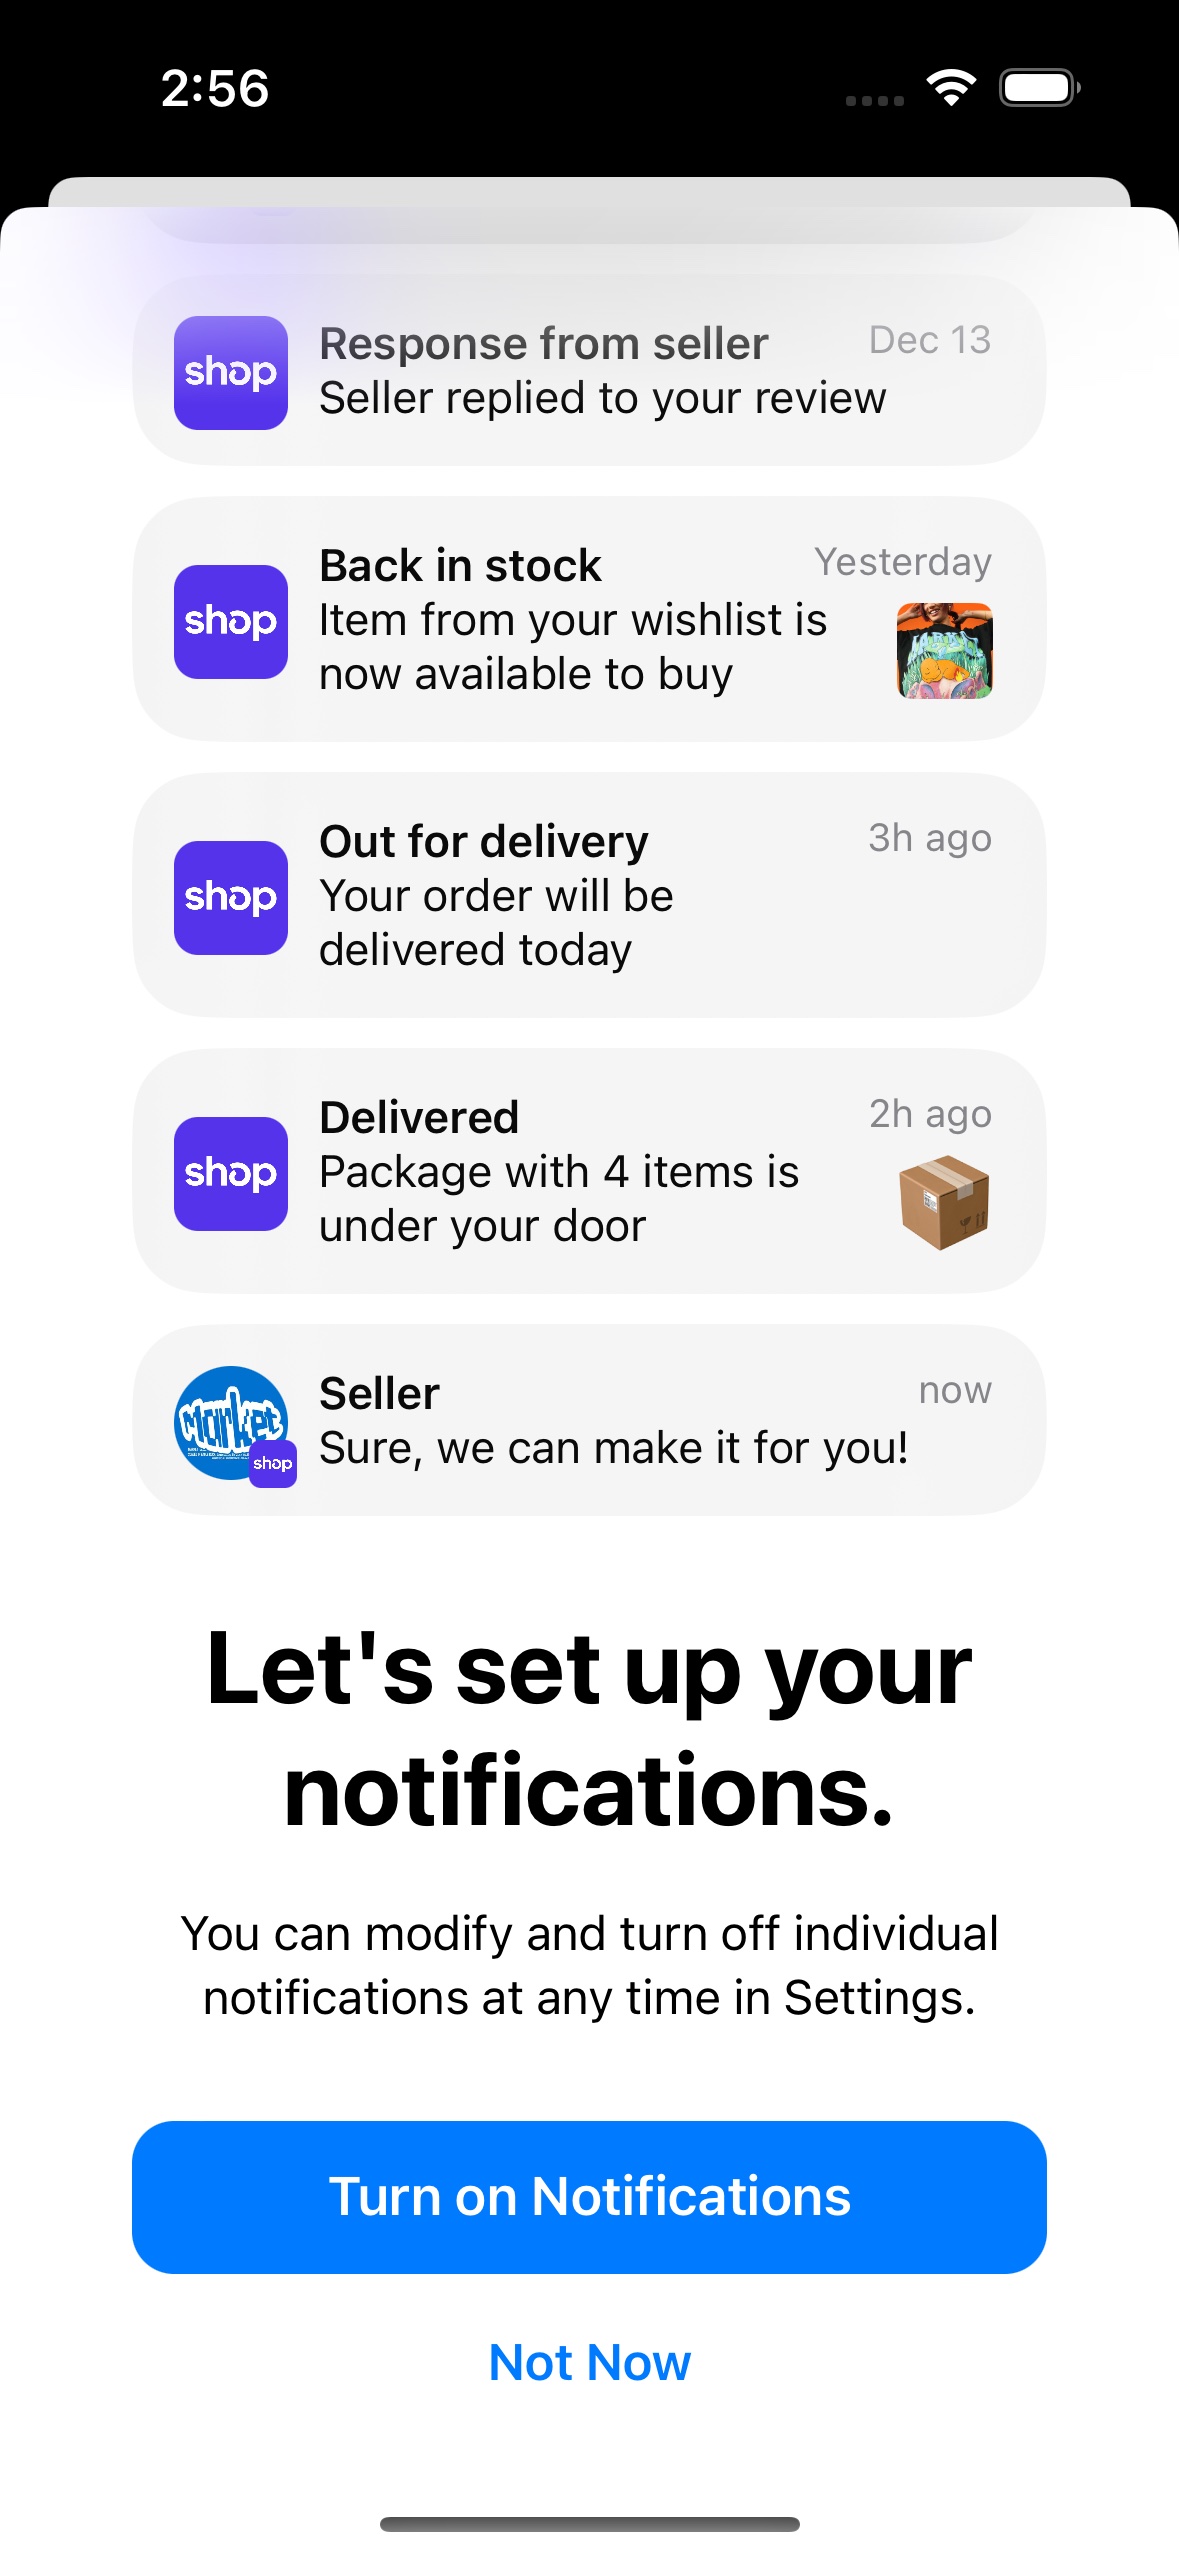 2:56
shop
Response from seller
Dec 13
Seller replied to your review
shop
Back in stock
Yesterday
Item from your wishlist is
now available to buy
shop
Out for delivery
3h ago
Your order will be
delivered today
shop
Delivered
2h ago
Package with 4 items is
under your door
Market
shop
Seller
now
Sure, we can make it for you!
Let's set up your
notifications.
You can modify and turn off individual
notifications at any time in Settings.
Turn on Notifications
Not Now